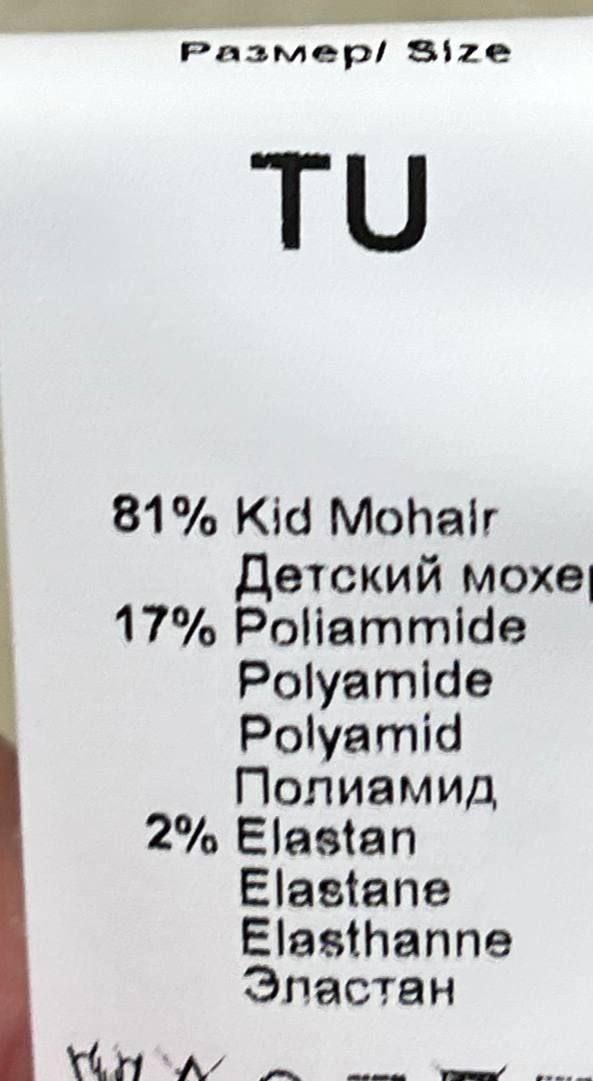 Размер/ Size
TU
81% Kid Mohair
Детский мохер
17% Poliammide
Polyamide
Polyamid
Полиамид
2% Elastan
Elastane
Elasthanne
Эластан